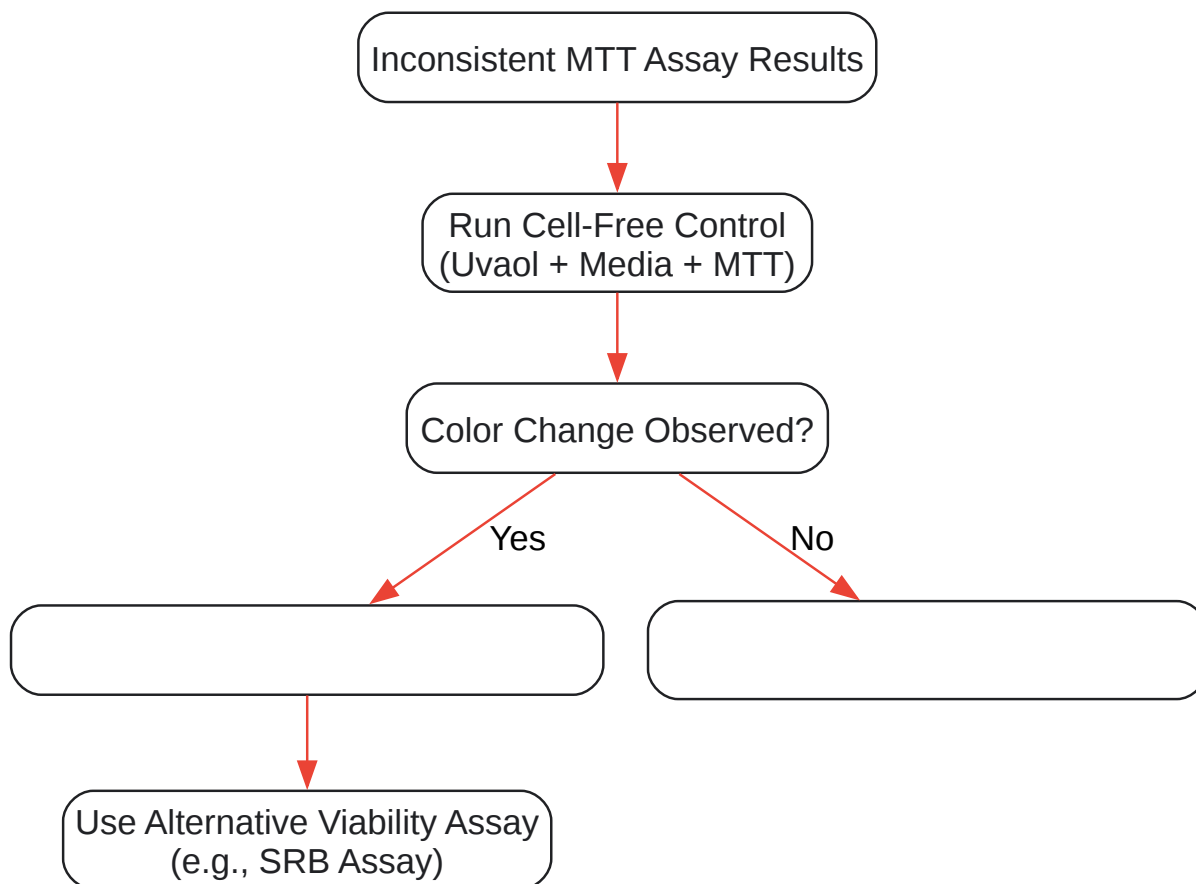 Inconsistent MTT Assay Results
Run Cell-Free Control
(Uvaol + Media + MTT)
Color Change Observed?
Yes
No
Use Alternative Viability Assay
(e.g., SRB Assay)